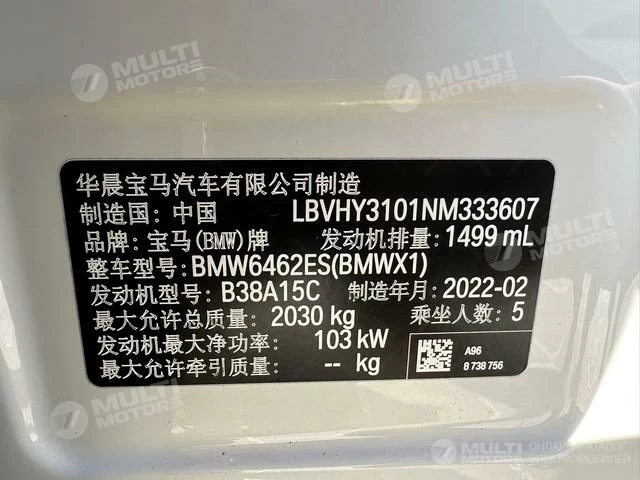 华晨宝马汽车有限公司制造
制造国: 中国 LBVHY3101NM333607
品牌: 宝马(BMW)牌 发动机排量: 1499 mL
整车型号: BMW6462ES(BMWX1)
发动机型号: B38A15C 制造年月: 2022-02
最大允许总质量: 2030 kg 乘坐人数: 5
发动机最大净功率: 103 kW
最大允许牵引质量: -- kg
A96
8 738 756
MULTI MOTORS
MULTI MOTORS
MULTI MOTORS
MULTI MOTORS
MULTI MOTORS
MULTI MOTORS
ОНЛАЙН-КАТАЛОГ
ЭЛЕКТРОМОБИЛЕЙ